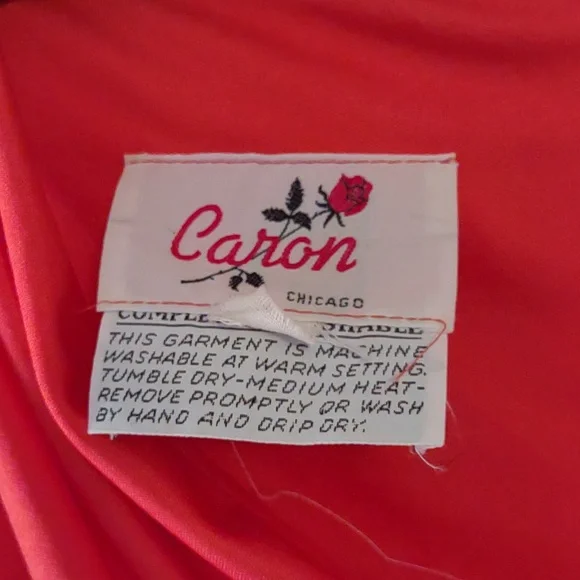 Caron
CHICAGO
THIS GARMENT IS MACHINE
WASHABLE AT WARM SETTING.
TUMBLE DRY-MEDIUM HEAT-
REMOVE PROMPTLY OR WASH
BY HAND AND DRIP DRY.